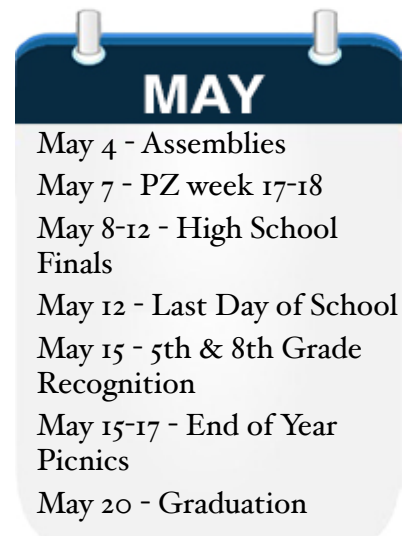 MAY
May 4 - Assemblies
May 7 - PZ week 17-18
May 8-12 - High School
Finals
May 12 - Last Day of School
May 15 - 5th & 8th Grade
Recognition
May 15-17 - End of Year
Picnics
May 20 - Graduation